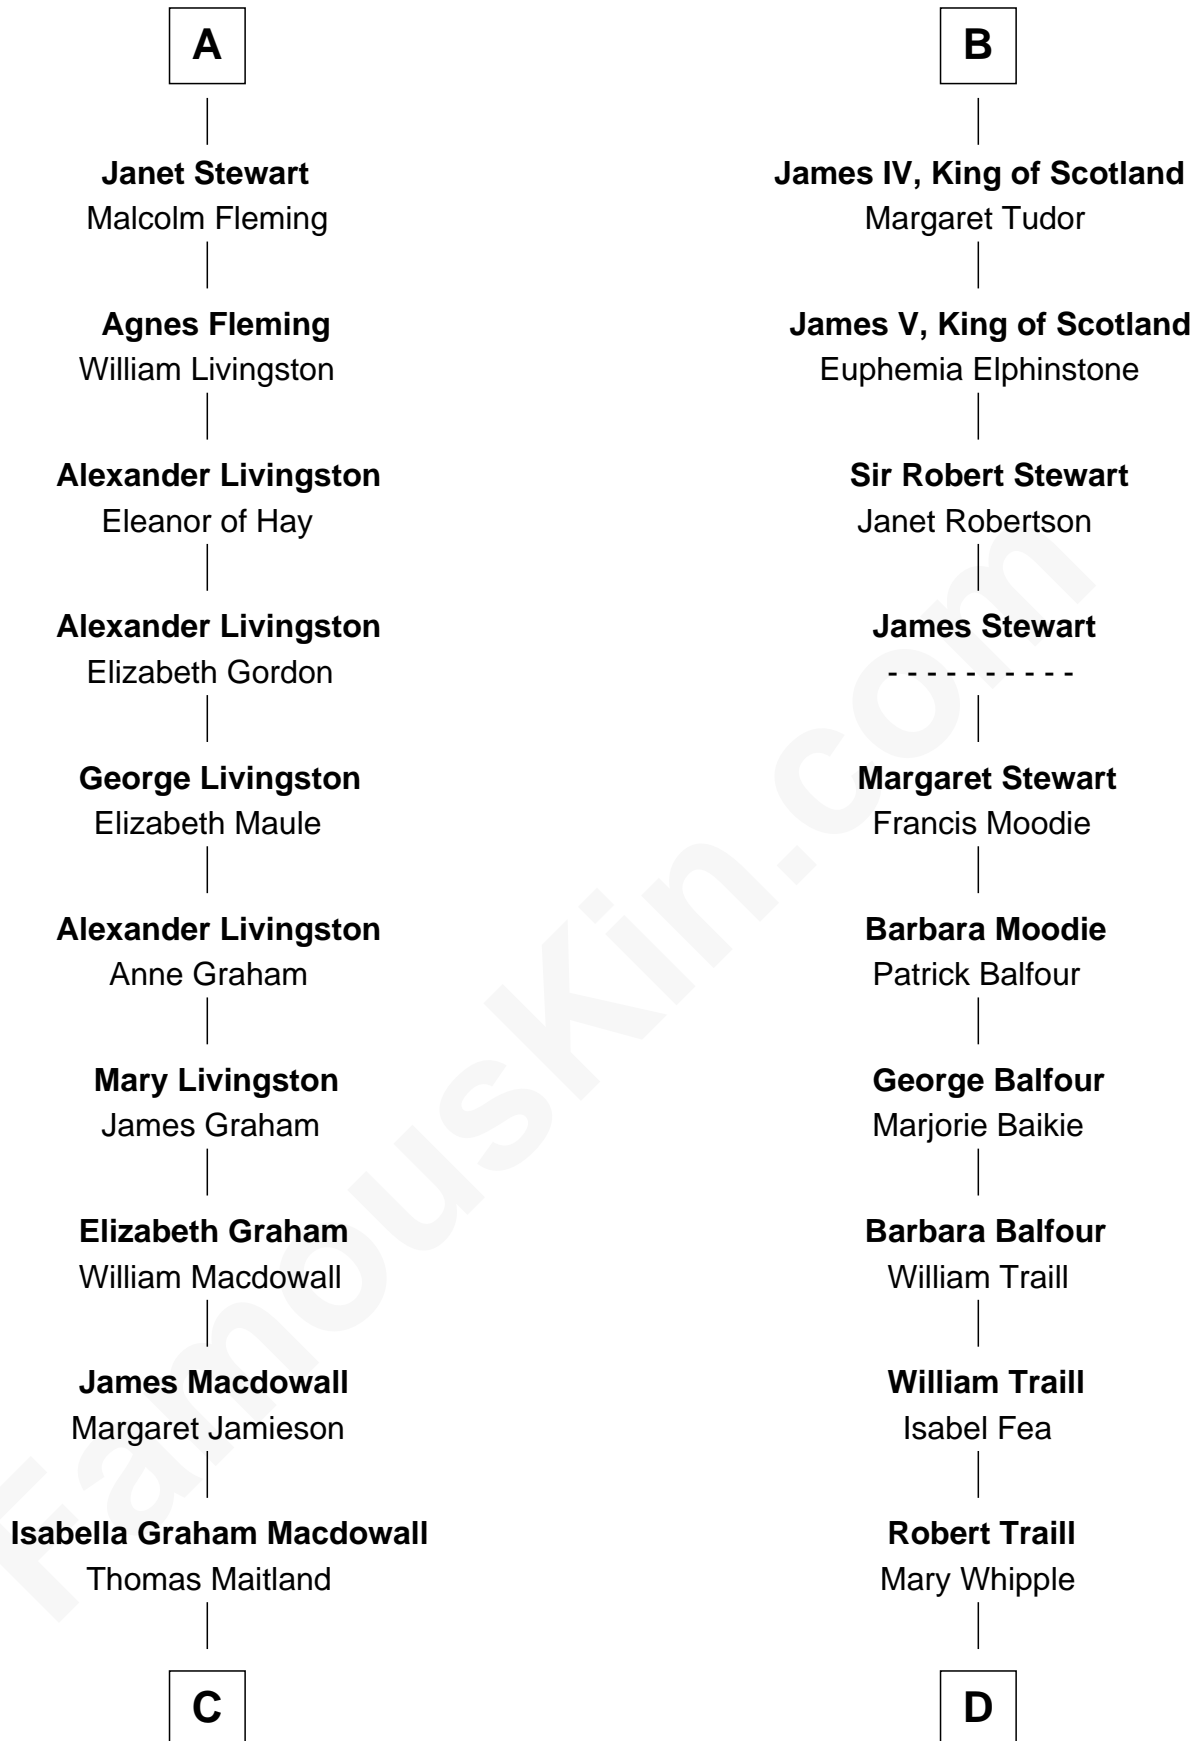 A
Janet Stewart
Malcolm Fleming
Agnes Fleming
William Livingston
Alexander Livingston
Eleanor of Hay
Alexander Livingston
Elizabeth Gordon
George Livingston
Elizabeth Maule
Alexander Livingston
Anne Graham
Mary Livingston
James Graham
Elizabeth Graham
William Macdowall
James Macdowall
Margaret Jamieson
Isabella Graham Macdowall
Thomas Maitland
C
B
James IV, King of Scotland
Margaret Tudor
James V, King of Scotland
Euphemia Elphinstone
Sir Robert Stewart
Janet Robertson
James Stewart
- - - - - - - - - -
Margaret Stewart
Francis Moodie
Barbara Moodie
Patrick Balfour
George Balfour
Marjorie Baikie
Barbara Balfour
William Traill
William Traill
Isabel Fea
Robert Traill
Mary Whipple
D
FamousKin.com